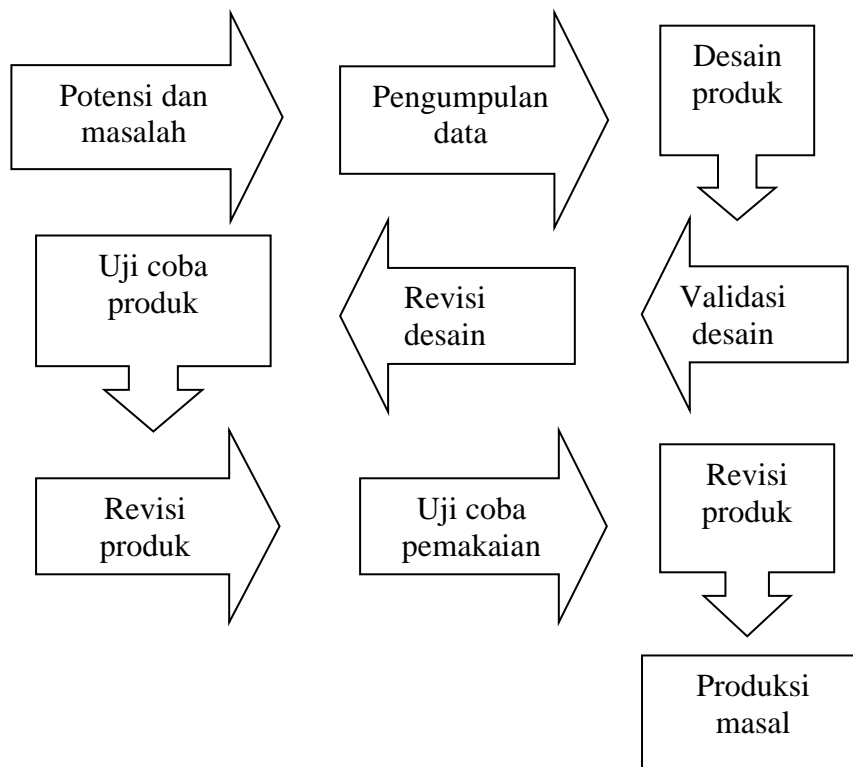 Potensi dan
masalah
Pengumpulan
data
Desain
produk
Uji coba
produk
Revisi
desain
Validasi
desain
Revisi
produk
Uji coba
pemakaian
Revisi
produk
Produksi
masal